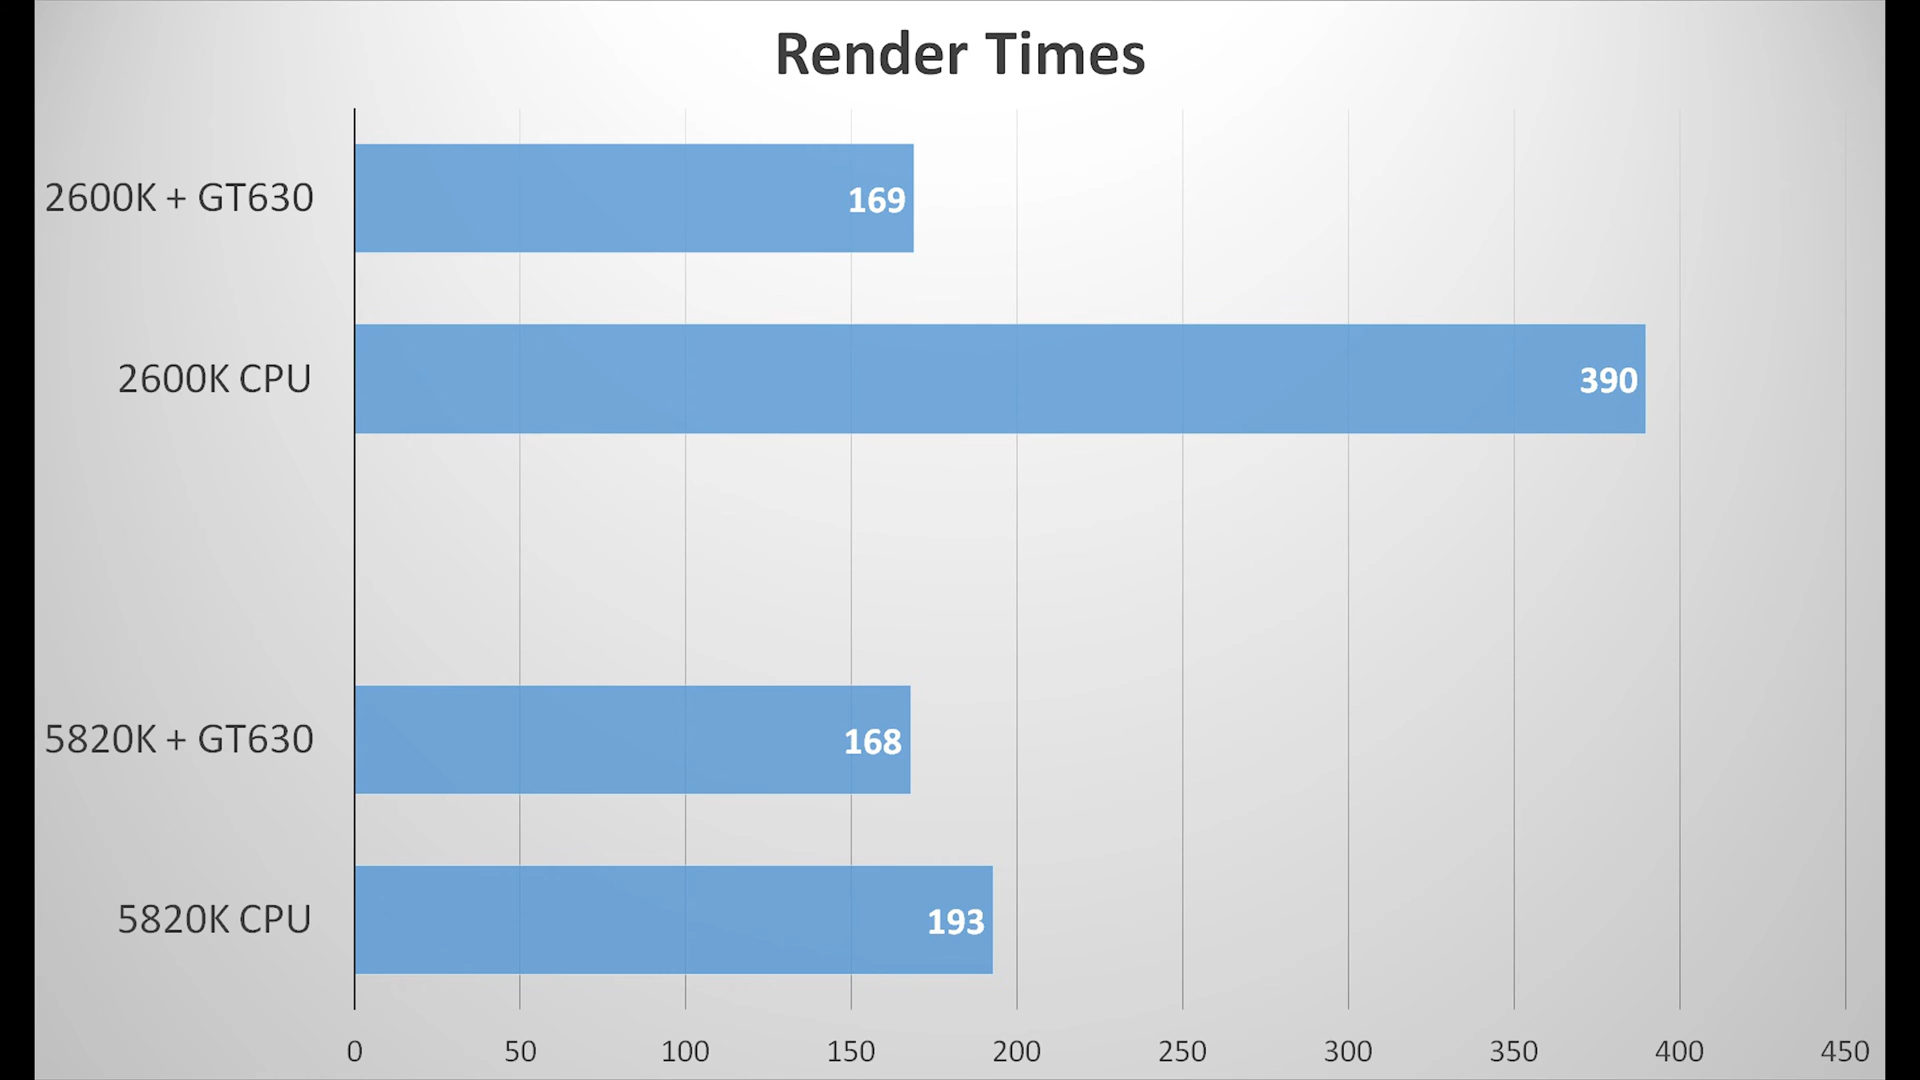 Render Times
2600K + GT630
169
2600K CPU
390
5820K + GT630
168
5820K CPU
193
0 50 100 150 200 250 300 350 400 450